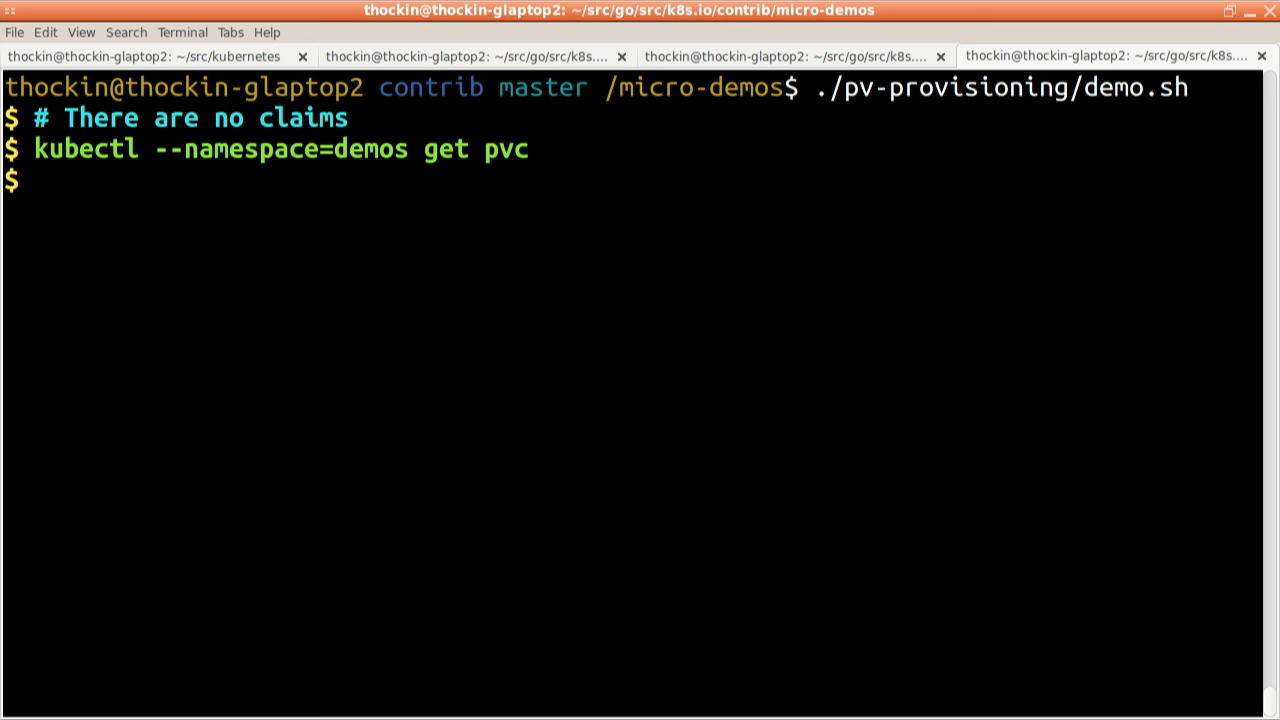 thockin@thockin-glaptop2: ~/src/go/src/k8s.io/contrib/micro-demos
File Edit View Search Terminal Tabs Help
thockin@thockin-glaptop2: ~/src/kubernetes
thockin@thockin-glaptop2: ~/src/go/src/k8s....
thockin@thockin-glaptop2: ~/src/go/src/k8s....
thockin@thockin-glaptop2: ~/src/go/src/k8s....
thockin@thockin-glaptop2 contrib master /micro-demos$ ./pv-provisioning/demo.sh
$ # There are no claims
$ kubectl --namespace=demos get pvc
$